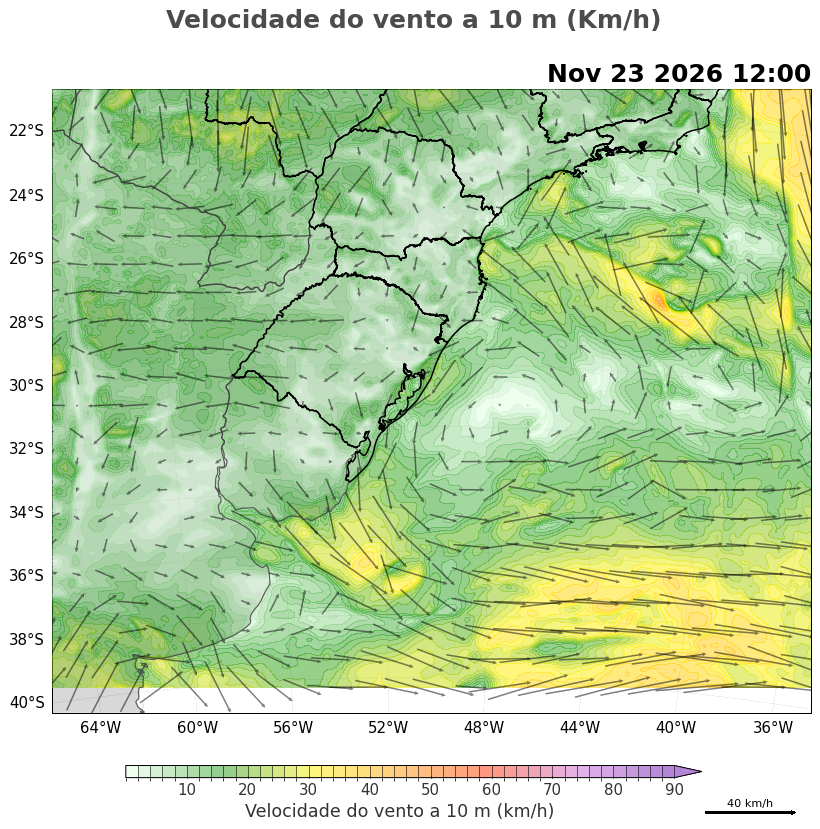 Velocidade do vento a 10 m (Km/h)
Nov 23 2026 12:00
22°S
24°S
26°S
28°S
30°S
32°S
34°S
36°S
38°S
40°S
64°W 60°W 56°W 52°W 48°W 44°W 40°W 36°W
10 20 30 40 50 60 70 80 90
Velocidade do vento a 10 m (km/h)
40 km/h